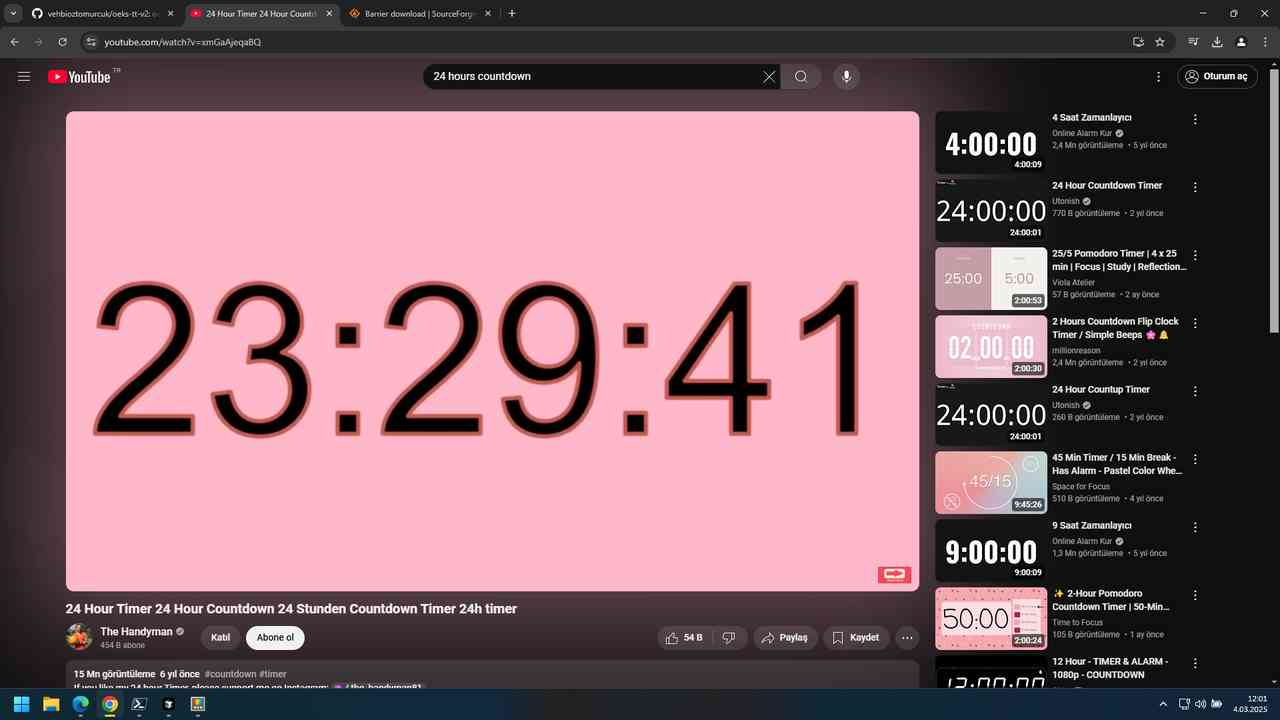 vehbioztomurcuk/oeks-tt-v2:
24 Hour Timer 24 Hour Countd
Barrier download | SourceForg
youtube.com/watch?v=xmGaAjeqaBQ
YouTube TR
24 hours countdown
Oturum aç
23:29:41
24 Hour Timer 24 Hour Countdown 24 Stunden Countdown Timer 24h timer
The Handyman
454 B abone
Katıl
Abone ol
54 B
Paylaş
Kaydet
15 Mn görüntüleme 6 yıl önce #countdown #timer
If you like my 24 hour Timer, please support me on Instagram: / the_handyman81
4:00:00
4:00:09
4 Saat Zamanlayıcı
Online Alarm Kur
2,4 Mn görüntüleme • 5 yıl önce
24:00:00
24:00:01
24 Hour Countdown Timer
Utonish
770 B görüntüleme • 2 yıl önce
25:00
5:00
2:00:53
25/5 Pomodoro Timer | 4 x 25
min | Focus | Study | Reflection...
Viola Atelier
57 B görüntüleme • 2 ay önce
COUNTDOWN
02 00 00
2:00:30
2 Hours Countdown Flip Clock
Timer / Simple Beeps 🌸 🔔
millionreason
2,4 Mn görüntüleme • 2 yıl önce
24:00:00
24:00:01
24 Hour Countup Timer
Utonish
260 B görüntüleme • 2 yıl önce
45/15
9:45:26
45 Min Timer / 15 Min Break -
Has Alarm - Pastel Color Whe...
Space for Focus
510 B görüntüleme • 4 yıl önce
9:00:00
9:00:09
9 Saat Zamanlayıcı
Online Alarm Kur
1,3 Mn görüntüleme • 5 yıl önce
50:00
2:00:24
✨ 2-Hour Pomodoro
Countdown Timer | 50-Min...
Time to Focus
105 B görüntüleme • 1 ay önce
12:00:00
12 Hour - TIMER & ALARM -
1080p - COUNTDOWN
12:01
4.03.2025